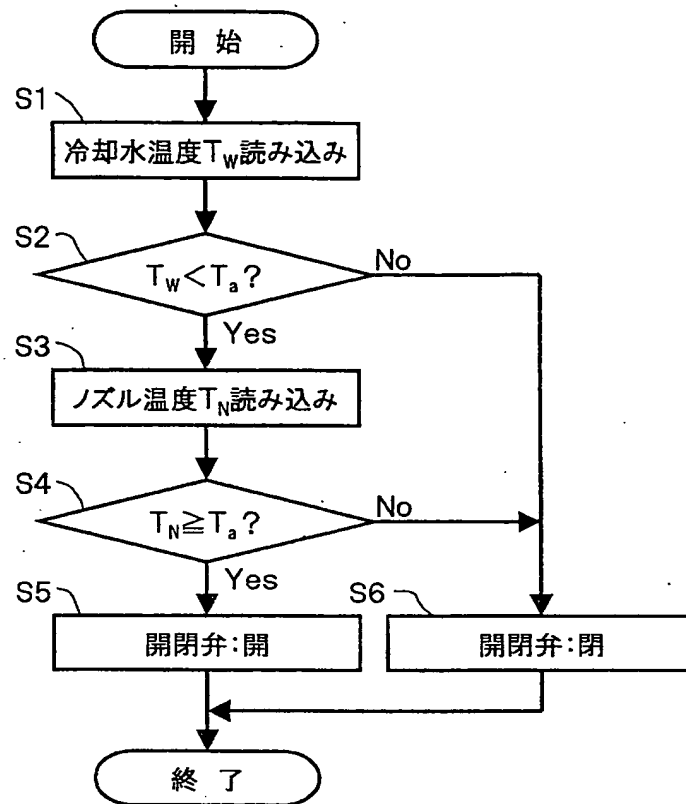 開 始
S1
冷却水温度TW読み込み
S2
TW<Ta?
No
Yes
S3
ノズル温度TN読み込み
S4
TN≧Ta?
No
Yes
S5
開閉弁:開
S6
開閉弁:閉
終 了